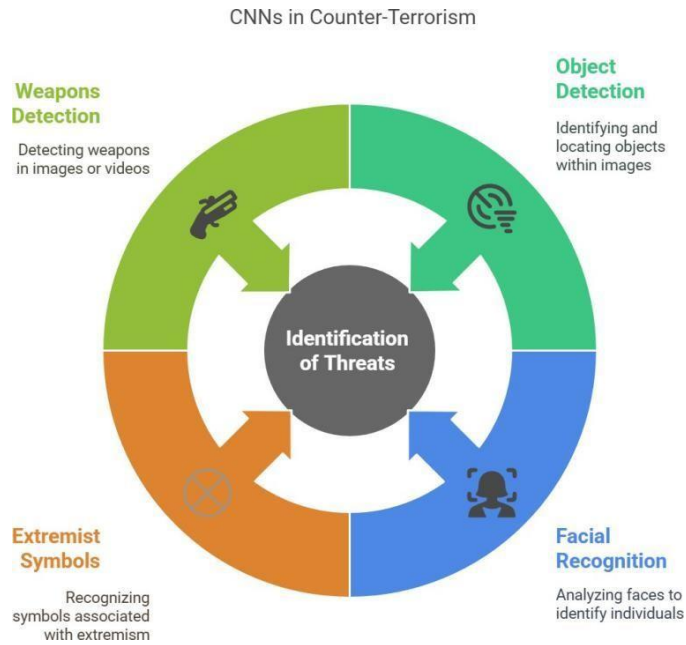 CNNs in Counter-Terrorism
Weapons
Detection
Detecting weapons
in images or videos
Object
Detection
Identifying and
locating objects
within images
Identification
of Threats
Extremist
Symbols
Recognizing
symbols associated
with extremism
Facial
Recognition
Analyzing faces to
identify individuals